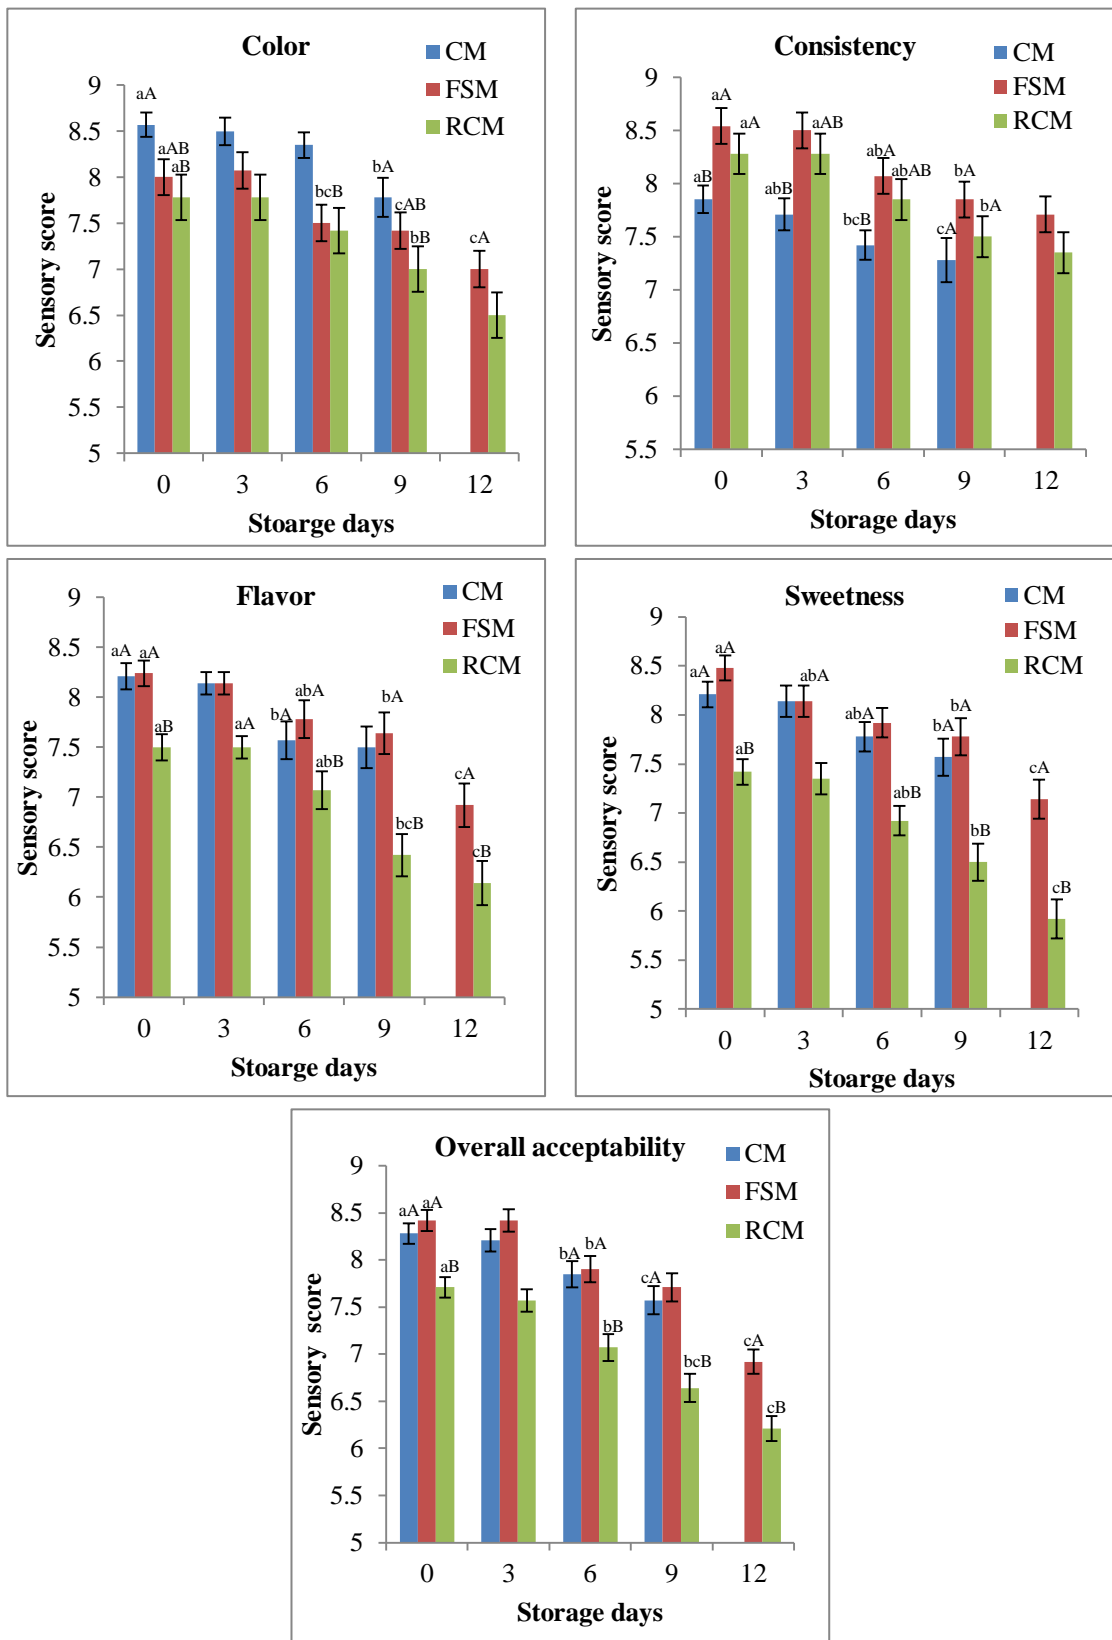 Color
CM
FSM
RCM
Sensory score
9
8.5
8
7.5
7
6.5
6
5.5
5
aA
aAB
aB
bcB
bA
cAB
bB
cA
0 3 6 9 12
Stoarge days
Consistency
CM
FSM
RCM
Sensory score
9
8.5
8
7.5
7
6.5
6
5.5
aB
aA
aA
abB
aAB
bcB
abA
abAB
cA
bA
bA
0 3 6 9 12
Storage days
Flavor
CM
FSM
RCM
Sensory score
9
8.5
8
7.5
7
6.5
6
5.5
5
aA
aA
aB
aA
bA
abA
abB
bA
bcB
cA
cB
0 3 6 9 12
Stoarge days
Sweetness
CM
FSM
RCM
Sensory score
9
8.5
8
7.5
7
6.5
6
5.5
5
aA
aA
aB
abA
abA
abB
bA
bA
bB
cA
cB
0 3 6 9 12
Stoarge days
Overall acceptability
CM
FSM
RCM
Sensory score
9
8.5
8
7.5
7
6.5
6
5.5
5
aA
aA
aB
bA
bA
bB
cA
bcB
cA
cB
0 3 6 9 12
Storage days